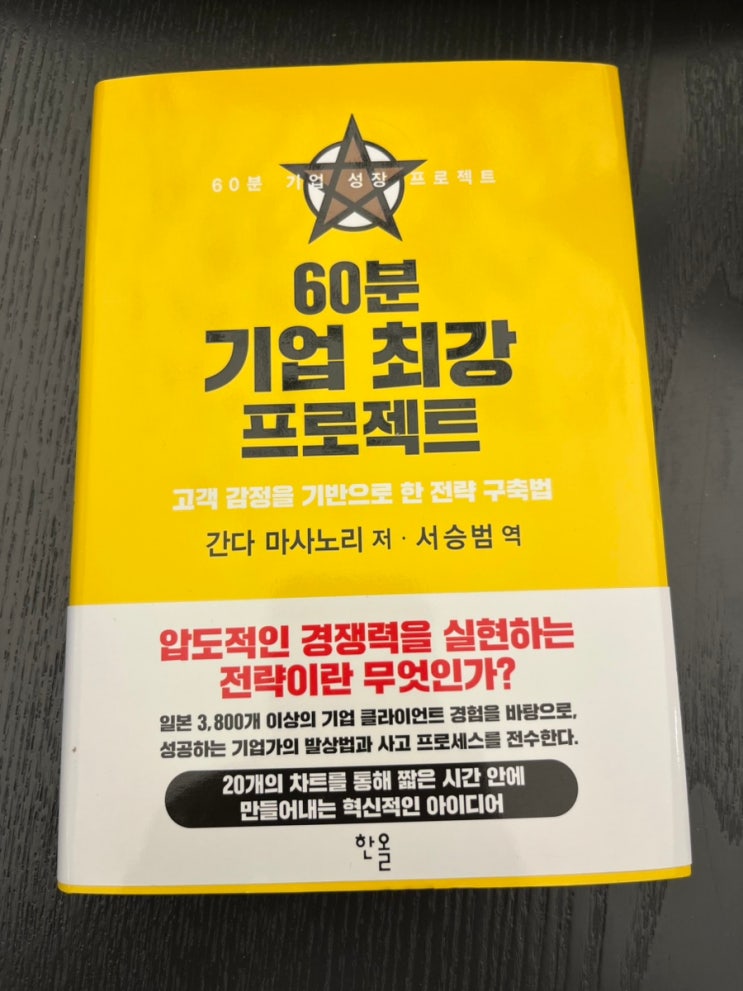 60분 기업 성장 프로젝트
60분
기업 최강
프로젝트
고객 감정을 기반으로 한 전략 구축법
간다 마사노리 저 · 서승범 역
압도적인 경쟁력을 실현하는
전략이란 무엇인가?
일본 3,800개 이상의 기업 클라이언트 경험을 바탕으로,
성공하는 기업가의 발상법과 사고 프로세스를 전수한다.
20개의 차트를 통해 짧은 시간 안에
만들어내는 혁신적인 아이디어
한올